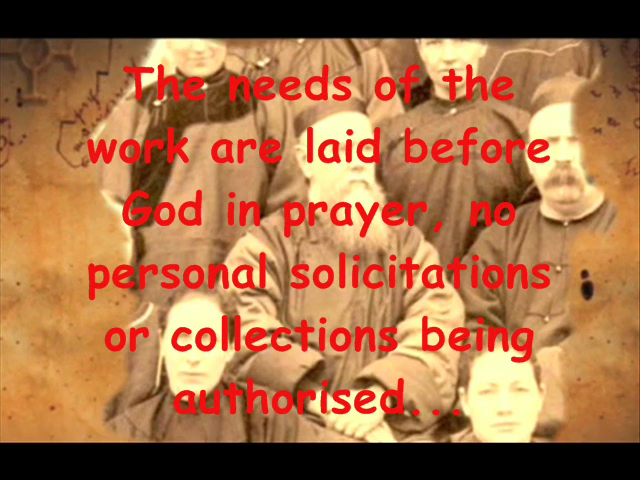 The needs of the
work are laid before
God in prayer, no
personal solicitations
or collections being
authorised...